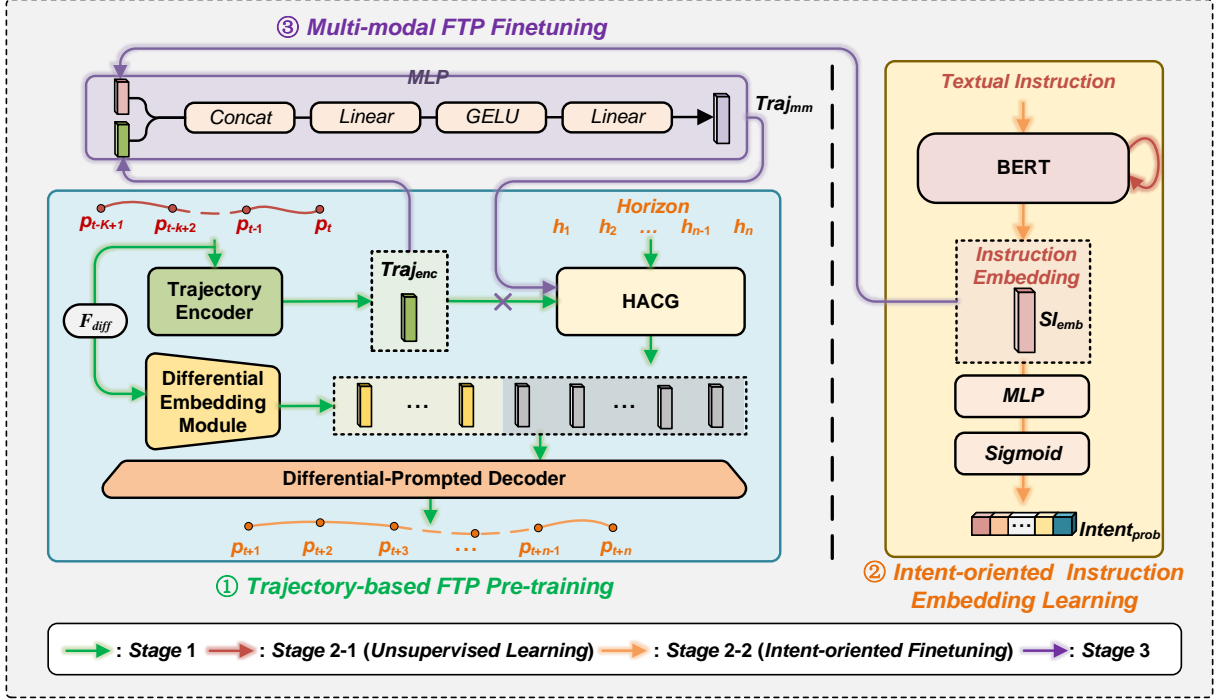 ③ Multi-modal FTP Finetuning
MLP
Concat
Linear
GELU
Linear
Traj_mm
p_t-K+1
p_t-k+2
p_t-1
p_t
Horizon
h_1 h_2 ... h_n-1 h_n
F_diff
Trajectory
Encoder
Traj_enc
HACG
Differential
Embedding
Module
...
...
Differential-Prompted Decoder
p_t+1 p_t+2 p_t+3 ... p_t+n-1 p_t+n
① Trajectory-based FTP Pre-training
Textual Instruction
BERT
Instruction
Embedding
SI_emb
MLP
Sigmoid
...
Intent_prob
② Intent-oriented Instruction
Embedding Learning
: Stage 1 : Stage 2-1 (Unsupervised Learning) : Stage 2-2 (Intent-oriented Finetuning) : Stage 3